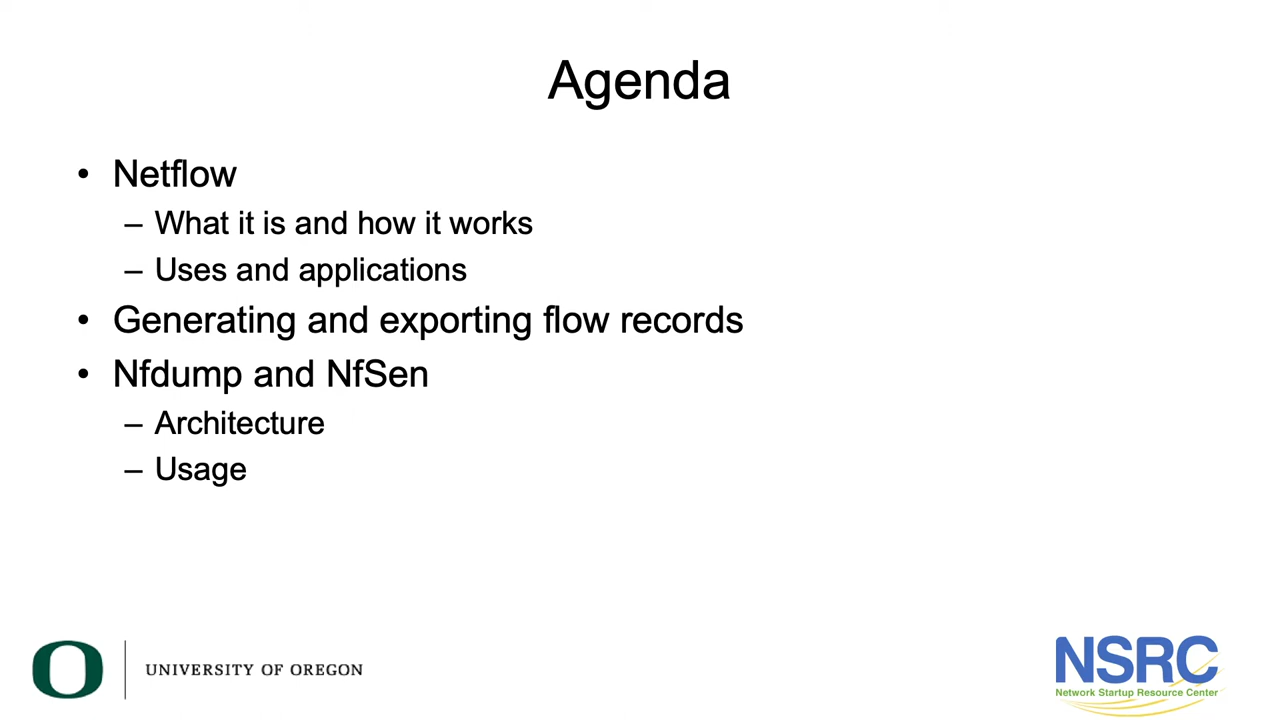 Agenda
• Netflow
– What it is and how it works
– Uses and applications
• Generating and exporting flow records
• Nfdump and NfSen
– Architecture
– Usage
O
UNIVERSITY OF OREGON
NSRC
Network Startup Resource Center